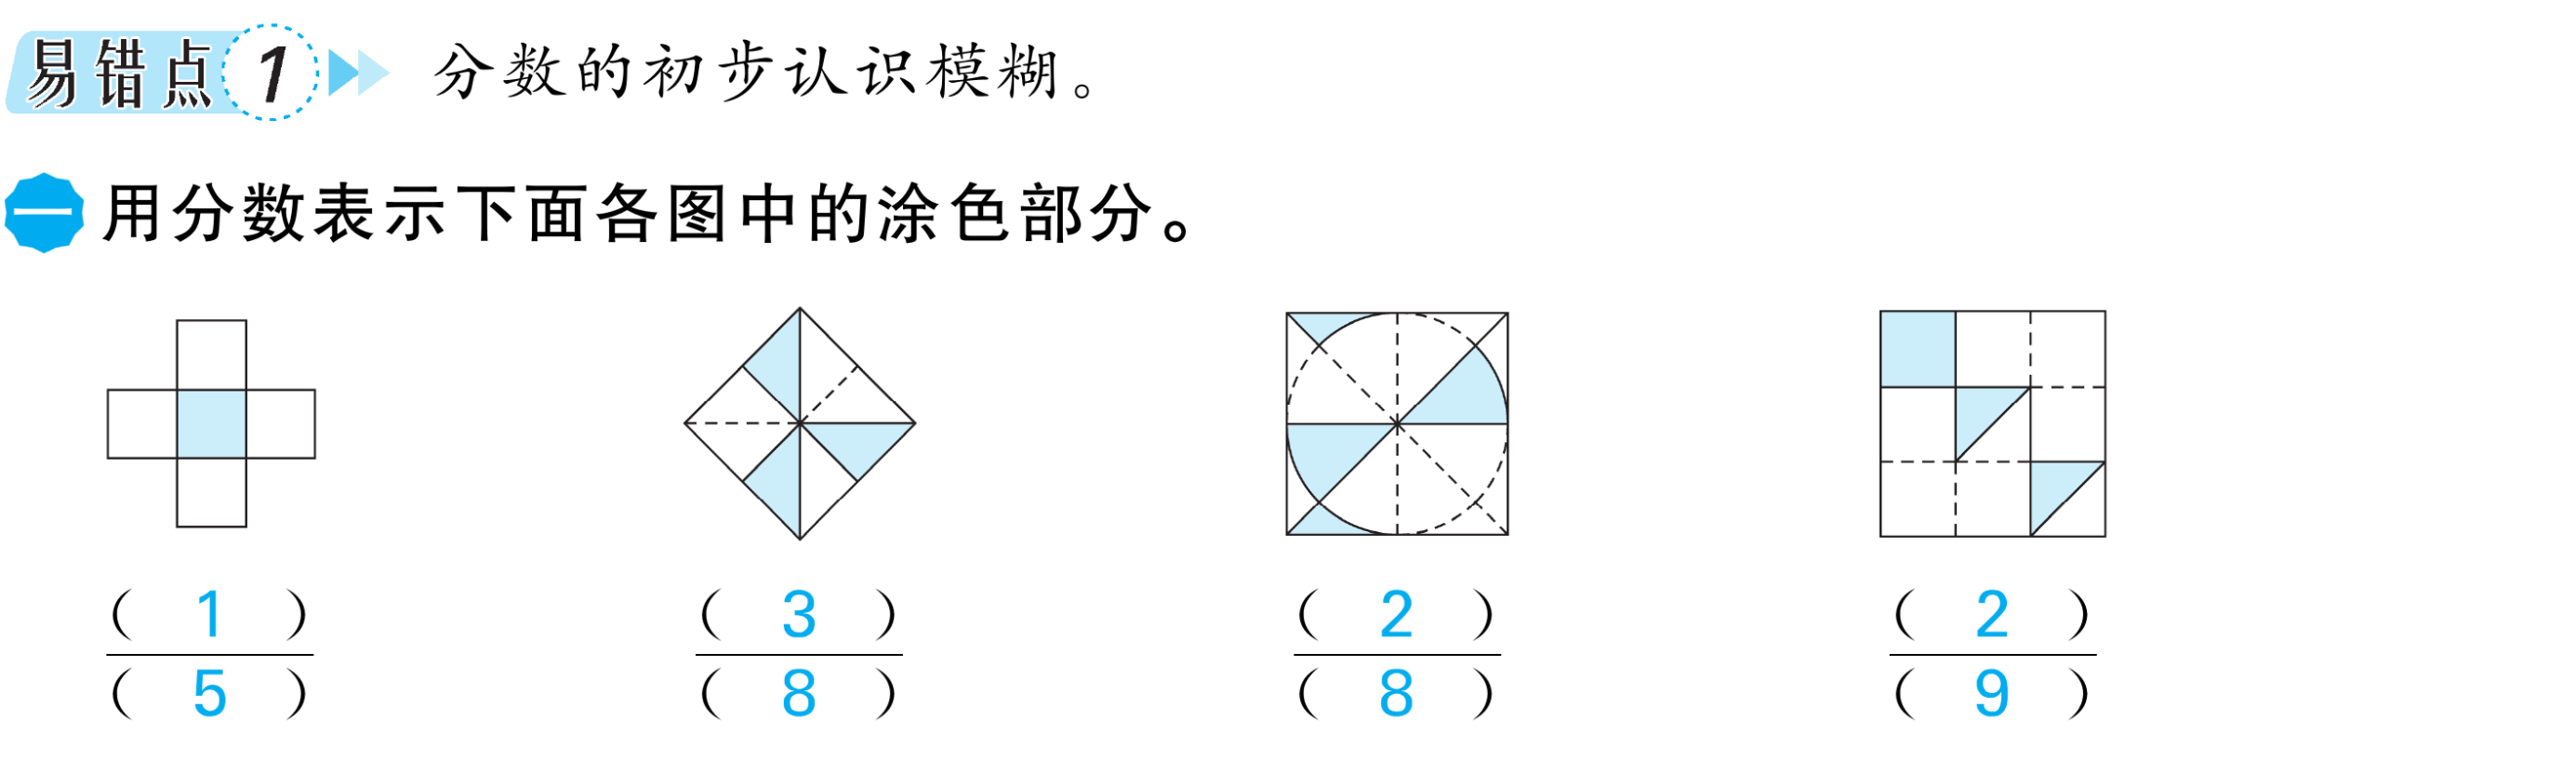 易错点 1 分数的初步认识模糊。
一 用分数表示下面各图中的涂色部分。
( 1 ) ( 3 ) ( 2 ) ( 2 )
( 5 ) ( 8 ) ( 8 ) ( 9 )